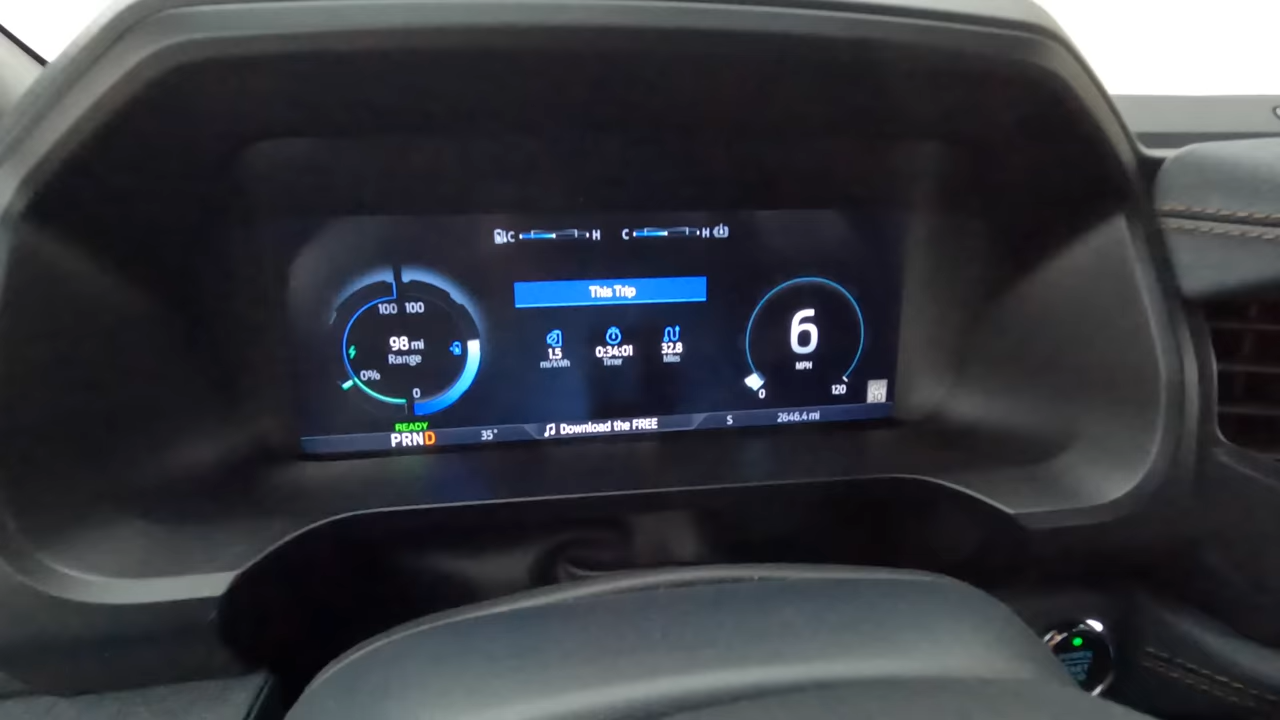 C H C H
This Trip
100 100
98 mi
Range
0%
0
1.5
mi/kWh
0:34:01
Timer
32.8
Miles
6
MPH
0 120
30
READY
PRND
35°
Download the FREE
S
2646.4 mi